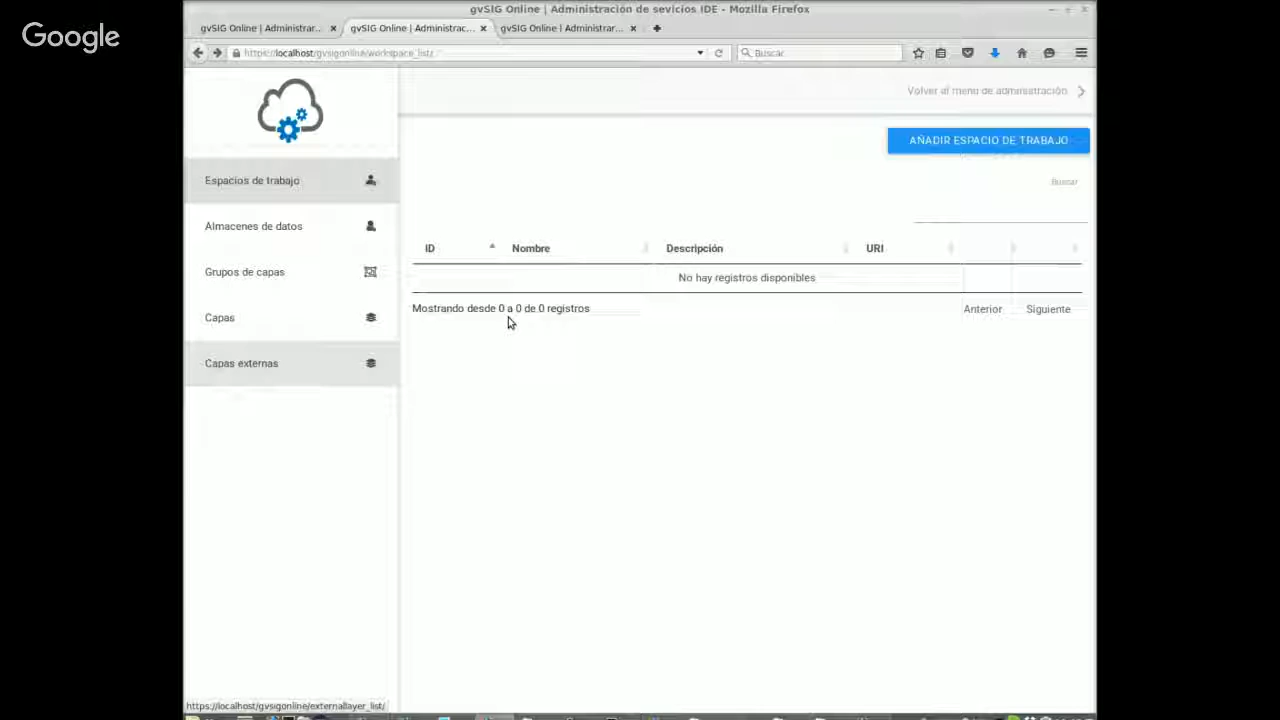 Google
gvSIG Online | Administración de sevicios IDE - Mozilla Firefox
gvSIG Online | Administrar...
gvSIG Online | Administrac...
gvSIG Online | Administrar...
https://localhost/gvsigonline/workspace_list/
Buscar
Volver al menu de administración
AÑADIR ESPACIO DE TRABAJO
Espacios de trabajo
Buscar
Almacenes de datos
ID Nombre Descripción URI
Grupos de capas
No hay registros disponibles
Mostrando desde 0 a 0 de 0 registros
Anterior Siguiente
Capas
Capas externas
https://localhost/gvsigonline/externallayer_list/